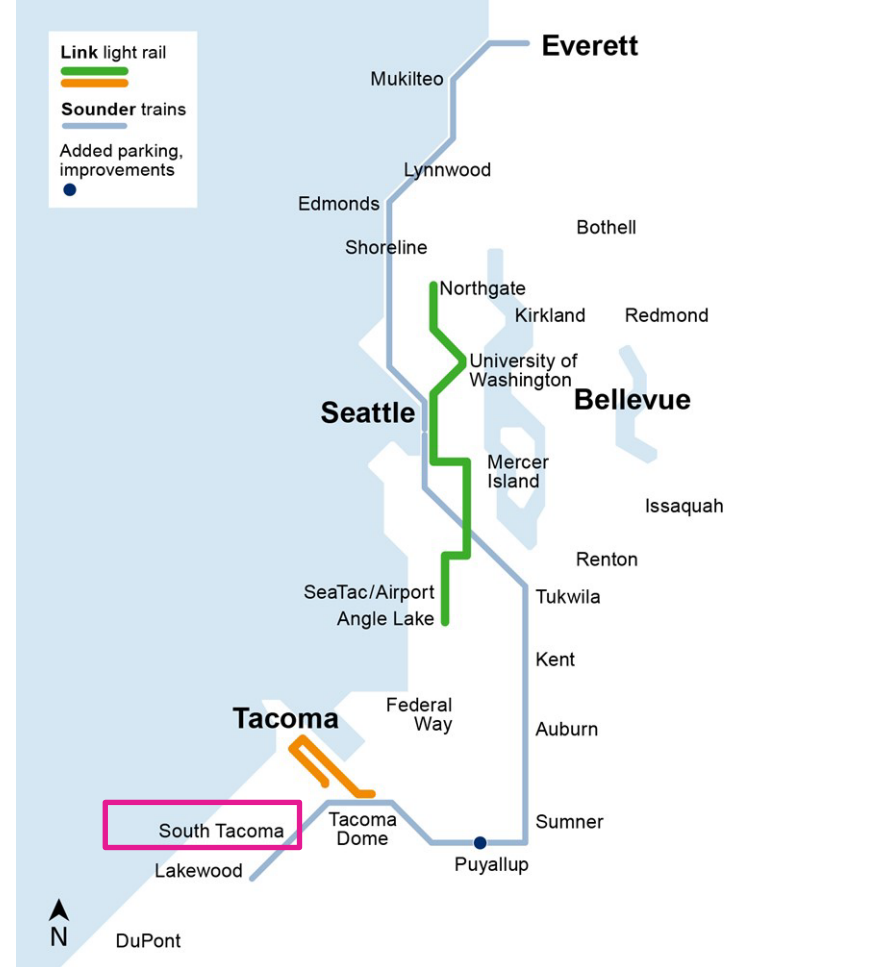 Link light rail
Sounder trains
Added parking,
improvements
Everett
Mukilteo
Lynnwood
Edmonds
Bothell
Shoreline
Northgate
Kirkland
Redmond
University of
Washington
Bellevue
Seattle
Mercer
Island
Issaquah
Renton
SeaTac/Airport
Tukwila
Angle Lake
Kent
Federal
Way
Tacoma
Auburn
Tacoma
Dome
Sumner
South Tacoma
Puyallup
Lakewood
N
DuPont